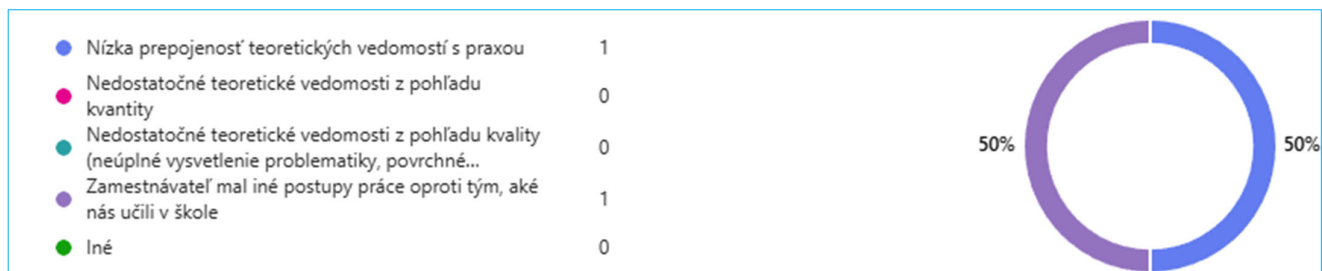 Nízka prepojenosť teoretických vedomostí s praxou 1
Nedostatočné teoretické vedomosti z pohľadu
kvantity
0
Nedostatočné teoretické vedomosti z pohľadu kvality
(neúplné vysvetlenie problematiky, povrchné...
0
Zamestnávateľ mal iné postupy práce oproti tým, aké
nás učili v škole
1
Iné 0
50%
50%